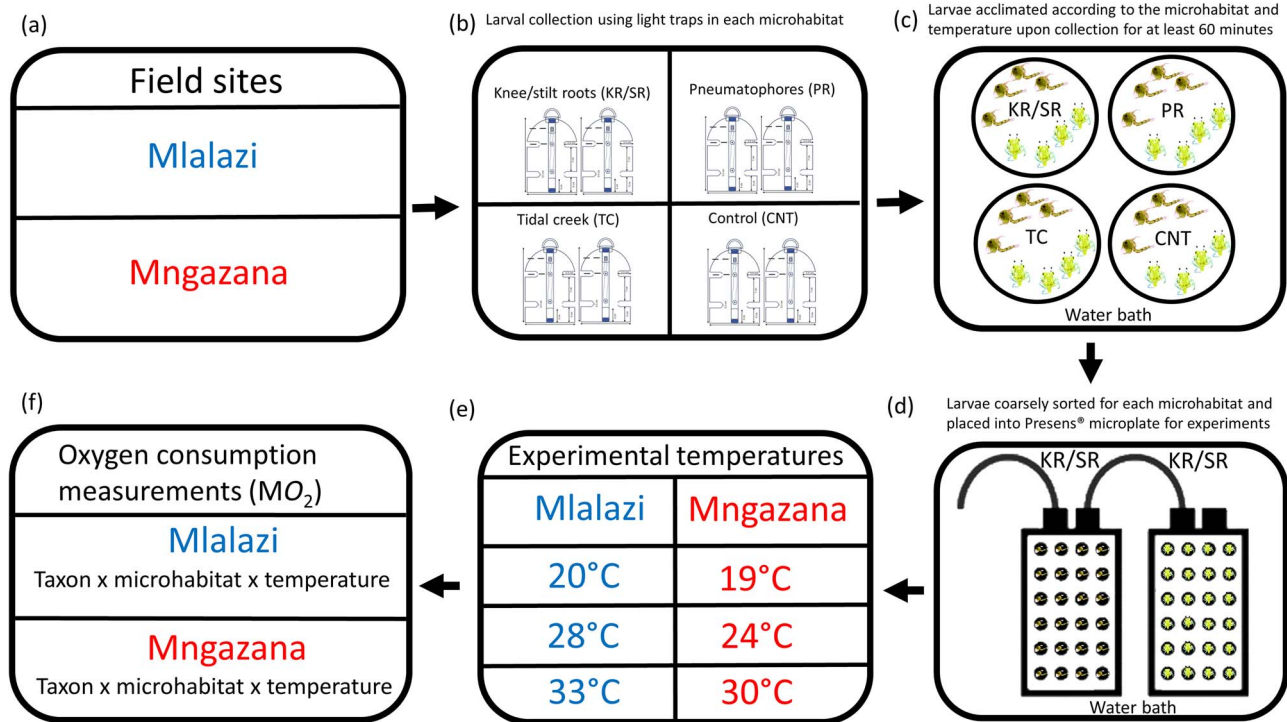 (a)
Field sites
Mlalazi
Mngazana
(b)
Larval collection using light traps in each microhabitat
Knee/stilt roots (KR/SR)
Pneumatophores (PR)
Tidal creek (TC)
Control (CNT)
(c)
Larvae acclimated according to the microhabitat and
temperature upon collection for at least 60 minutes
KR/SR
PR
TC
CNT
Water bath
(d)
Larvae coarsely sorted for each microhabitat and
placed into Presens® microplate for experiments
KR/SR
KR/SR
Water bath
(e)
Experimental temperatures
Mlalazi
Mngazana
20°C
19°C
28°C
24°C
33°C
30°C
(f)
Oxygen consumption
measurements (MO₂)
Mlalazi
Taxon x microhabitat x temperature
Mngazana
Taxon x microhabitat x temperature